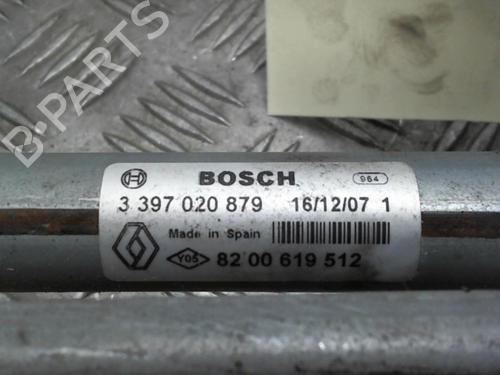 B-PARTS
BOSCH 964
3 397 020 879 16/12/07 1
Made in Spain
Y05 82 00 619 512